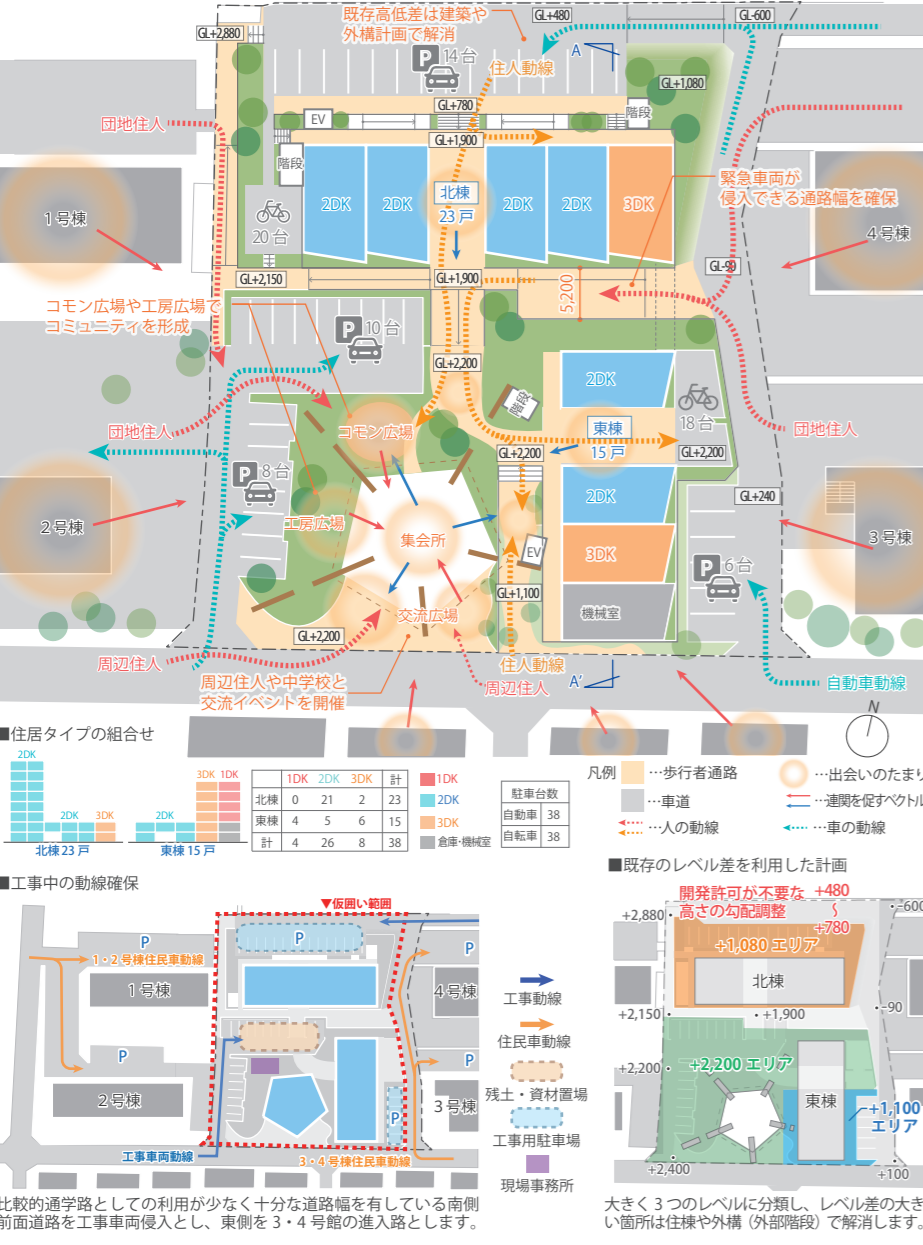 既存高低差は建築や
外構計画で解消
GL+480
GL-600
GL+2,880
P 14台
A
住人動線
GL+1,080
GL+780
EV
階段
団地住人
GL+1,900
階段
緊急車両が
侵入できる通路幅を確保
1号棟
2DK
2DK
北棟
23戸
2DK
2DK
3DK
4号棟
20台
GL+2,150
GL+1,900
GL-90
5,200
コモン広場や工房広場で
コミュニティを形成
P 10台
GL+2,200
2DK
階段
18台
団地住人
コモン広場
東棟
15戸
団地住人
GL+2,200
GL+2,200
P 8台
2DK
GL+240
2号棟
工房広場
集会所
EV
3DK
3号棟
P 6台
GL+1,100
機械室
交流広場
GL+2,200
周辺住人
住人動線
周辺住人や中学校と
交流イベントを開催
周辺住人
A'
自動車動線
N
■住居タイプの組合せ
2DK
2DK
3DK
北棟23戸
2DK
3DK
1DK
東棟15戸
1DK 2DK 3DK 計
北棟 0 21 2 23
東棟 4 5 6 15
計 4 26 8 38
1DK
2DK
3DK
倉庫・機械室
駐車台数
自動車 38
自転車 38
凡例
…歩行者通路
…出会いのたまり
…車道
…連関を促すベクトル
…人の動線
…車の動線
■工事中の動線確保
▼仮囲い範囲
P
P
P
1・2号棟住民車動線
1号棟
4号棟
P
P
2号棟
P
3号棟
工事車両動線
3・4号棟住民車動線
工事動線
住民車動線
残土・資材置場
工事用駐車場
現場事務所
比較的通学路としての利用が少なく十分な道路幅を有している南側
前面道路を工事車両侵入とし、東側を3・4号館の進入路とします。
■既存のレベル差を利用した計画
開発許可が不要な
高さの勾配調整
+480
〜
+780
-600
+2,880
+1,080 エリア
北棟
-90
+2,150
+1,900
+2,200
+2,200 エリア
東棟
+1,100
エリア
+2,400
+100
大きく3つのレベルに分類し、レベル差の大き
い箇所は住棟や外構（外部階段）で解消します。